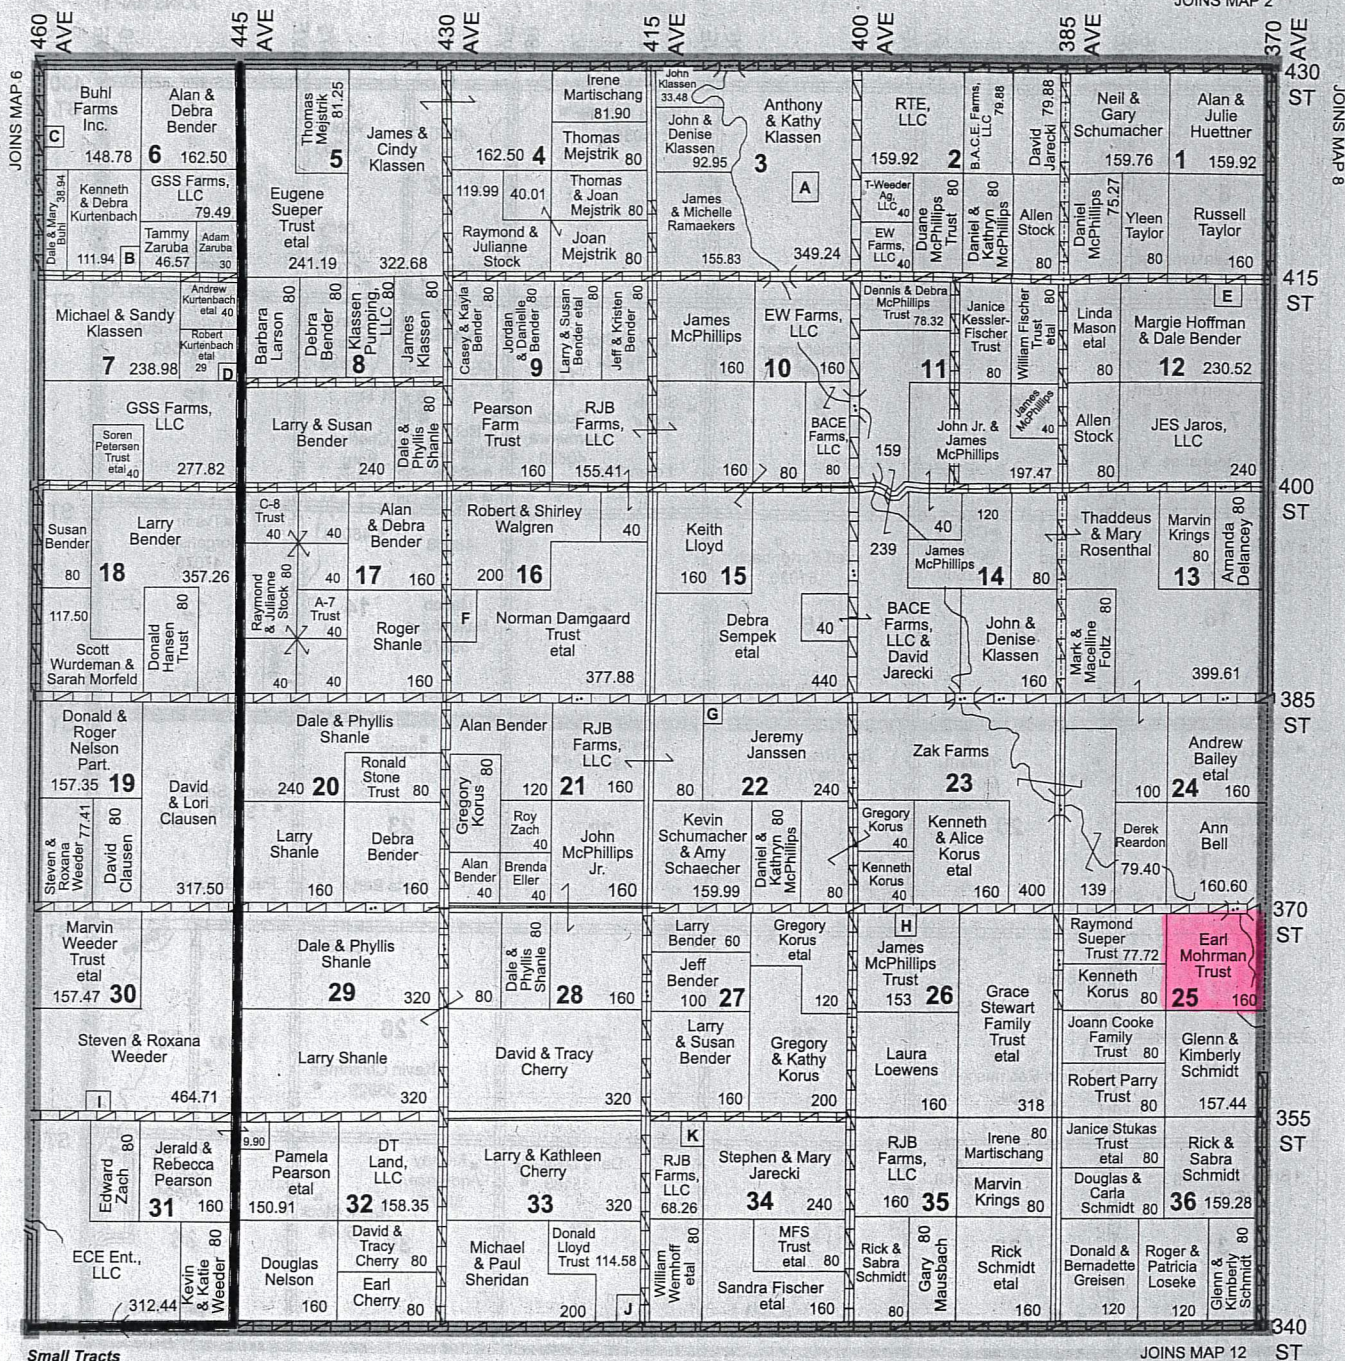 JOINS MAP 2
460 AVE
445 AVE
430 AVE
415 AVE
400 AVE
385 AVE
370 AVE
JOINS MAP 6
JOINS MAP 8
430 ST
Buhl Farms Inc.
148.78
C
6
Alan & Debra Bender
162.50
Dale & Mary Buhl 38.94
Kenneth & Debra Kurtenbach
111.94
B
GSS Farms, LLC
79.49
Tammy Zaruba
46.57
Adam Zaruba
30
Thomas Mejstrik 81.25
5
James & Cindy Klassen
322.68
Eugene Sueper Trust etal
241.19
162.50
4
Irene Martischang
81.90
Thomas Mejstrik 80
119.99
40.01
Thomas & Joan Mejstrik 80
Raymond & Julianne Stock
Joan Mejstrik 80
John Klassen
33.48
John & Denise Klassen
92.95
Anthony & Kathy Klassen
3
A
349.24
James & Michelle Ramaekers
155.83
RTE, LLC
159.92
2
B.A.C.E. Farms, LLC 79.88
David Jarecki 79.88
T-Weeder Ag, LLC
40
EW Farms, LLC 40
Duane McPhillips Trust 80
Daniel & Kathryn McPhillips 80
Allen Stock
80
Neil & Gary Schumacher
159.76
1
Alan & Julie Huettner
159.92
Daniel McPhillips 75.27
Yleen Taylor
80
Russell Taylor
160
415 ST
Michael & Sandy Klassen
7
238.98
Andrew Kurtenbach etal 40
Robert Kurtenbach etal
29
D
GSS Farms, LLC
277.82
Soren Petersen Trust etal 40
Barbara Larson 80
Debra Bender 80
8
Klassen Pumping, LLC 80
James Klassen 80
Larry & Susan Bender
240
Dale & Phyllis Shanle 80
Casey & Kayla Bender 80
Jordan & Danielle Bender 80
9
Larry & Susan Bender etal 80
Jeff & Kristen Bender 80
Pearson Farm Trust
160
RJB Farms, LLC
155.41
James McPhillips
160
10
EW Farms, LLC
160
160
80
BACE Farms, LLC
80
Dennis & Debra McPhillips Trust 78.32
11
Janice Kessler-Fischer Trust
80
William Fischer Trust etal 80
James McPhillips
40
John Jr. & James McPhillips
197.47
159
Linda Mason etal
80
E
Margie Hoffman & Dale Bender
12
230.52
Allen Stock
80
JES Jaros, LLC
240
400 ST
Susan Bender
80
18
Larry Bender
357.26
117.50
Scott Wurdeman & Sarah Morfeld
Donald Hansen Trust 80
C-8 Trust
40
40
40
Alan & Debra Bender
17
160
Raymond & Julianne Stock 80
A-7 Trust
40
40
40
Roger Shanle
160
Robert & Shirley Walgren
200
16
40
F
Norman Damgaard Trust etal
377.88
Keith Lloyd
160
15
Debra Sempek etal
40
440
239
40
120
James McPhillips
14
80
BACE Farms, LLC & David Jarecki
John & Denise Klassen
160
Thaddeus & Mary Rosenthal
Marvin Krings
80
13
Amanda Delancey 80
Mark & Macelline Foltz 80
399.61
385 ST
Donald & Roger Nelson Part.
157.35
19
David & Lori Clausen
317.50
Steven & Roxana Weeder 77.41
David Clausen 80
Dale & Phyllis Shanle
240
20
Ronald Stone Trust 80
Larry Shanle
160
Debra Bender
160
Alan Bender
120
21
Gregory Korus 80
RJB Farms, LLC
160
Roy Zach
40
Alan Bender
40
Brenda Eller
40
John McPhillips Jr.
160
G
Jeremy Janssen
80
22
240
Kevin Schumacher & Amy Schaecher
159.99
Daniel & Kathryn McPhillips 80
80
Zak Farms
23
Gregory Korus
40
Kenneth Korus 40
Kenneth & Alice Korus etal
160
400
139
100
24
Andrew Bailey etal
160
Derek Reardon
79.40
Ann Bell
160.60
370 ST
Marvin Weeder Trust etal
157.47
30
Steven & Roxana Weeder
464.71
I
Dale & Phyllis Shanle
29
320
Larry Shanle
320
80
Dale & Phyllis Shanle 80
28
160
David & Tracy Cherry
320
Larry Bender 60
Jeff Bender
100
27
Gregory Korus etal
120
Larry & Susan Bender
160
Gregory & Kathy Korus
200
H
James McPhillips Trust
153
26
Grace Stewart Family Trust etal
318
Laura Loewens
160
Raymond Sueper Trust 77.72
Kenneth Korus 80
Earl Mohrman Trust
25
160
Joann Cooke Family Trust 80
Robert Parry Trust
80
Glenn & Kimberly Schmidt
157.44
355 ST
Edward Zach 80
Jerald & Rebecca Pearson
31
160
ECE Ent., LLC
312.44
Kevin & Katie Weeder 80
9.90
Pamela Pearson etal
150.91
DT Land, LLC
32
158.35
David & Tracy Cherry 80
Douglas Nelson
160
Earl Cherry 80
Larry & Kathleen Cherry
33
320
Michael & Paul Sheridan
200
Donald Lloyd Trust 114.58
J
K
RJB Farms, LLC
68.26
Stephen & Mary Jarecki
34
240
William Wemhoff etal 80
MFS Trust etal 80
Sandra Fischer etal
160
RJB Farms, LLC
160
35
Irene Martischang 80
Marvin Krings 80
Rick & Sabra Schmidt
80
Gary Mausbach 80
Rick Schmidt etal
160
Janice Stukas Trust etal 80
Douglas & Carla Schmidt 80
Rick & Sabra Schmidt
36
159.28
Donald & Bernadette Greisen
120
Roger & Patricia Loseke
120
Glenn & Kimberly Schmidt 80
340 ST
Small Tracts
JOINS MAP 12